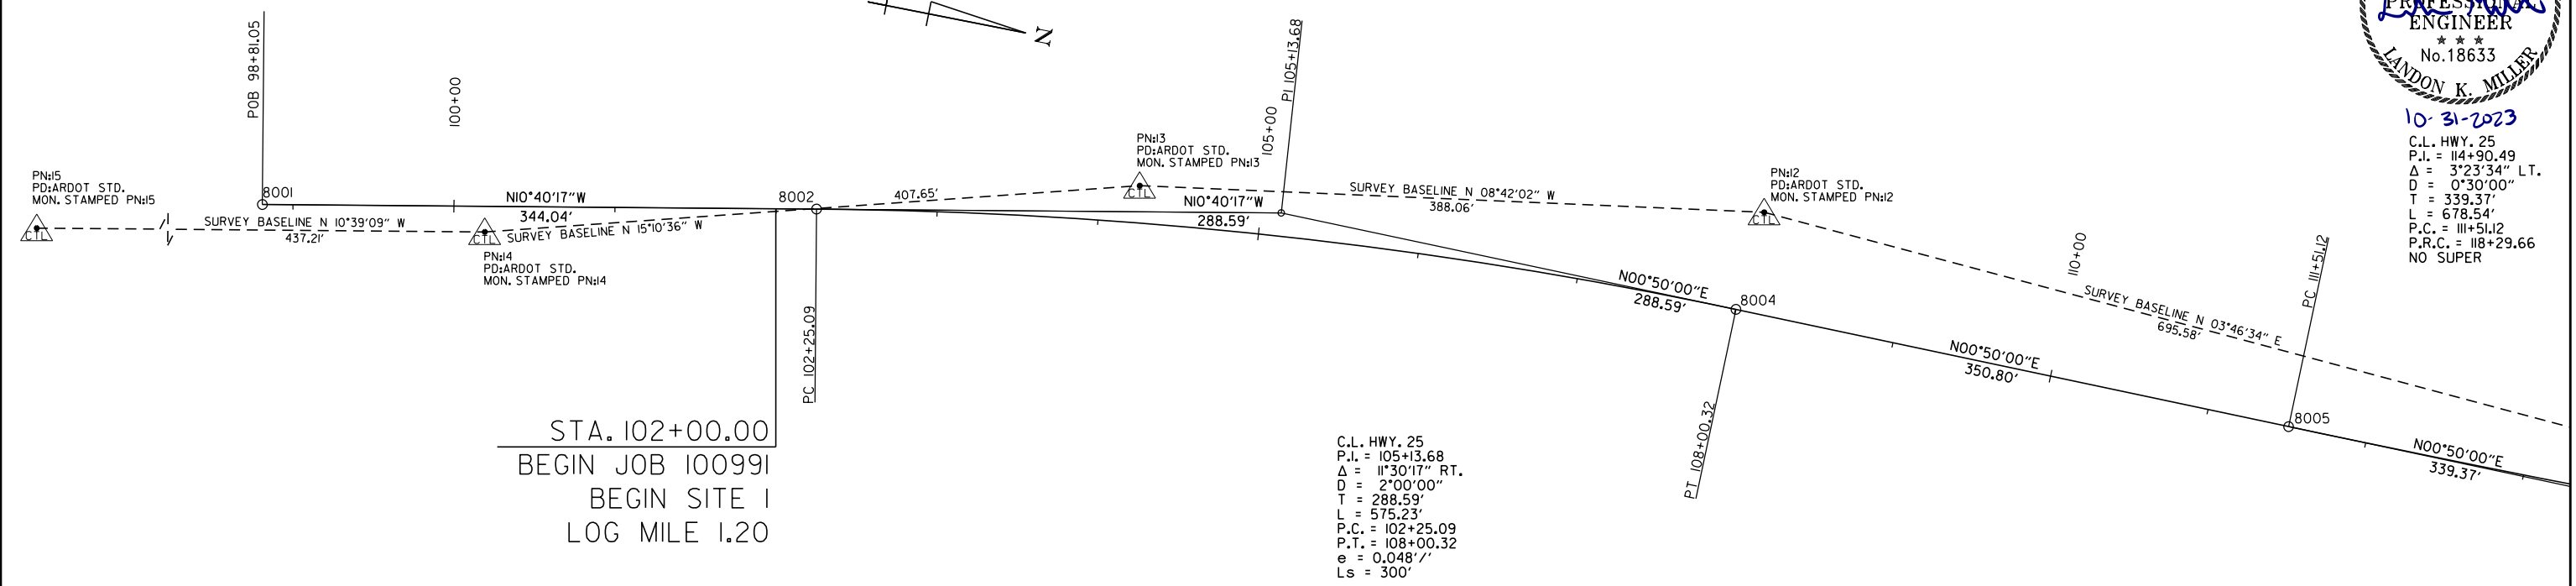 POB 98+81.05
100+00
N
PI 105+13.68
105+00
PROFESSIONAL
ENGINEER
★ ★ ★
No.18633
LANDON K. MILLER
10-31-2023
C.L. HWY. 25
P.I. = 114+90.49
Δ = 3°23'34" LT.
D = 0°30'00"
T = 339.37'
L = 678.54'
P.C. = 111+51.12
P.R.C. = 118+29.66
NO SUPER
PN:15
PD:ARDOT STD.
MON. STAMPED PN:15
CTL
SURVEY BASELINE N 10°39'09" W
437.21'
8001
N10°40'17"W
344.04'
CTL
SURVEY BASELINE N 15°10'36" W
407.65'
PN:14
PD:ARDOT STD.
MON. STAMPED PN:14
8002
PC 102+25.09
PN:13
PD:ARDOT STD.
MON. STAMPED PN:13
CTL
N10°40'17"W
288.59'
SURVEY BASELINE N 08°42'02" W
388.06'
PN:12
PD:ARDOT STD.
MON. STAMPED PN:12
CTL
N00°50'00"E
288.59'
8004
PT 108+00.32
110+00
SURVEY BASELINE N 03°46'34" E
695.58'
N00°50'00"E
350.80'
PC 111+51.12
8005
N00°50'00"E
339.37'
STA. 102+00.00
BEGIN JOB 100991
BEGIN SITE 1
LOG MILE 1.20
C.L. HWY. 25
P.I. = 105+13.68
Δ = 11°30'17" RT.
D = 2°00'00"
T = 288.59'
L = 575.23'
P.C. = 102+25.09
P.T. = 108+00.32
e = 0.048'/'
Ls = 300'